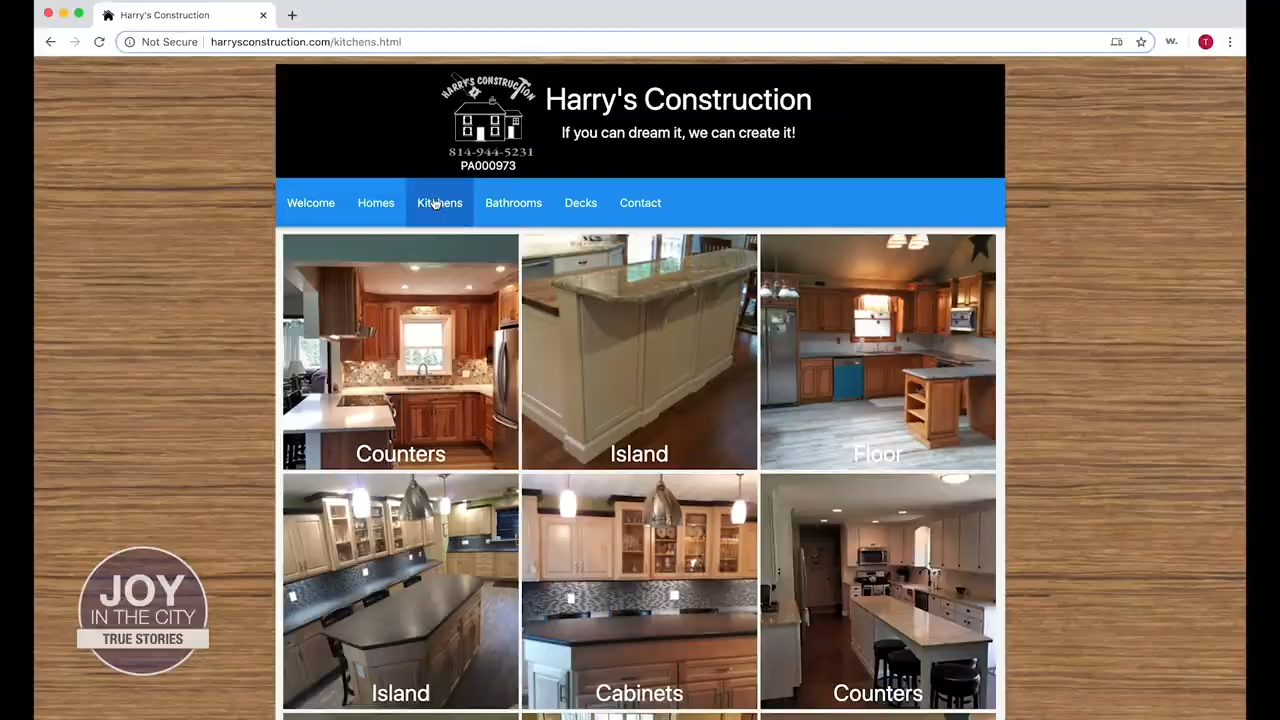 Harry's Construction
Not Secure
harrysconstruction.com/kitchens.html
w.
T
HARRY'S CONSTRUCTION
814-944-5231
PA000973
Harry's Construction
If you can dream it, we can create it!
Welcome
Homes
Kitchens
Bathrooms
Decks
Contact
Counters
Island
Floor
Island
Cabinets
Counters
JOY
IN THE CITY
TRUE STORIES